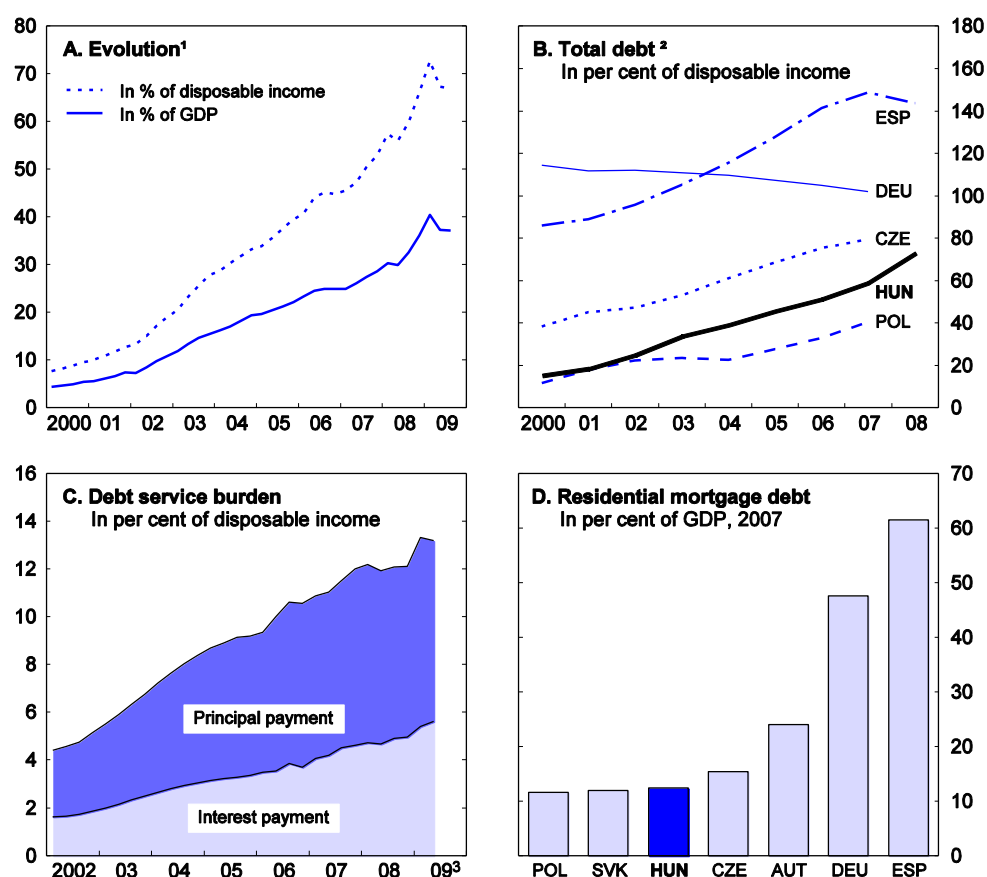 A. Evolution¹
In % of disposable income
In % of GDP
80
70
60
50
40
30
20
10
0
2000 01 02 03 04 05 06 07 08 09
B. Total debt ²
In per cent of disposable income
ESP
DEU
CZE
HUN
POL
180
160
140
120
100
80
60
40
20
0
2000 01 02 03 04 05 06 07 08
C. Debt service burden
In per cent of disposable income
Principal payment
Interest payment
16
14
12
10
8
6
4
2
0
2002 03 04 05 06 07 08 09³
D. Residential mortgage debt
In per cent of GDP, 2007
70
60
50
40
30
20
10
0
POL SVK HUN CZE AUT DEU ESP